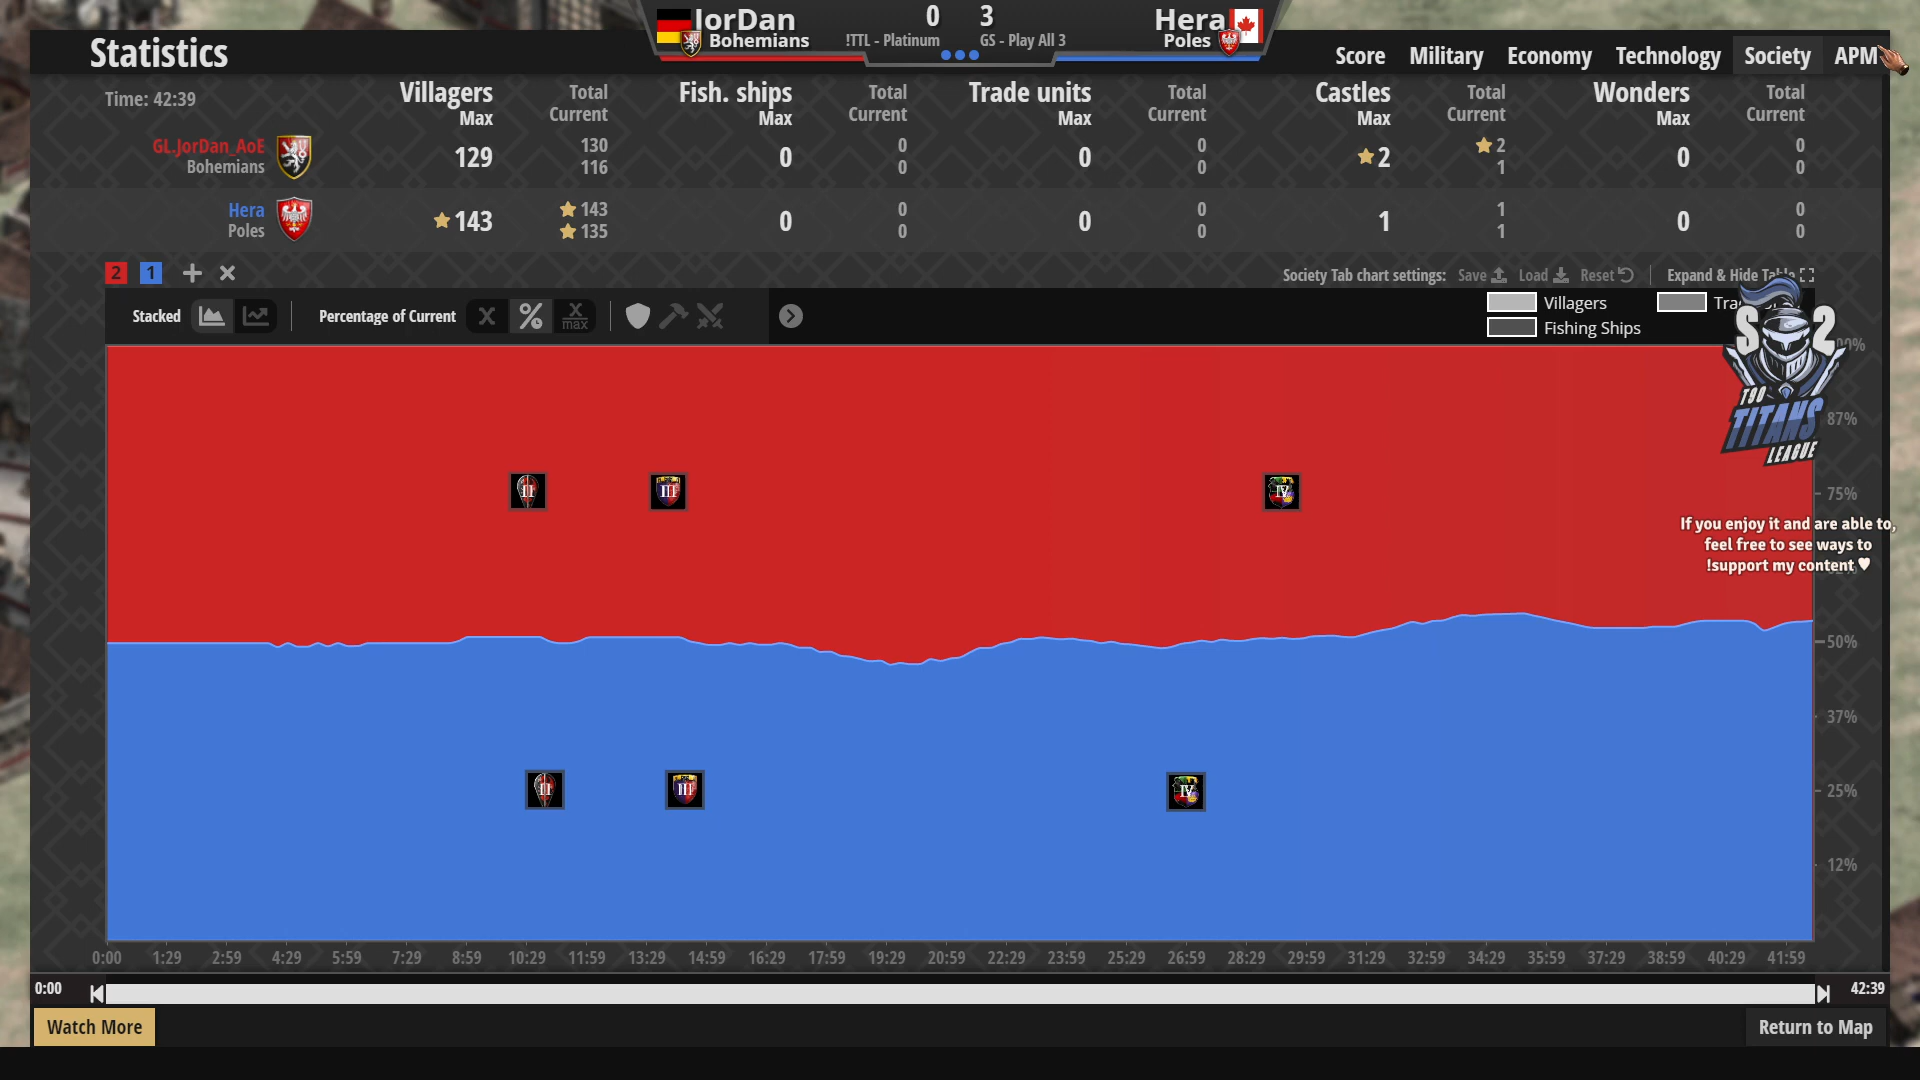 JorDan 0 3 Hera
Bohemians !TTL - Platinum GS - Play All 3 Poles
Statistics
Score Military Economy Technology Society APM
Time: 42:39
Villagers Total Fish. ships Total Trade units Total Castles Total Wonders Total
Max Current Max Current Max Current Max Current Max Current
GL.JorDan_AoE 129 130 0 0 0 0 2 2 0 0
Bohemians 116 0 0 1 0
Hera 143 143 0 0 0 0 1 1 0 0
Poles 135 0 0 1 0
2 1
Society Tab chart settings: Save Load Reset Expand & Hide Table
Stacked Percentage of Current X % X max
Villagers
Fishing Ships
S 2
T90
TITANS
LEAGUE
87%
75%
If you enjoy it and are able to,
feel free to see ways to
!support my content ♥
50%
37%
25%
12%
II III IV
II III IV
0:00 1:29 2:59 4:29 5:59 7:29 8:59 10:29 11:59 13:29 14:59 16:29 17:59 19:29 20:59 22:29 23:59 25:29 26:59 28:29 29:59 31:29 32:59 34:29 35:59 37:29 38:59 40:29 41:59
0:00 42:39
Watch More Return to Map